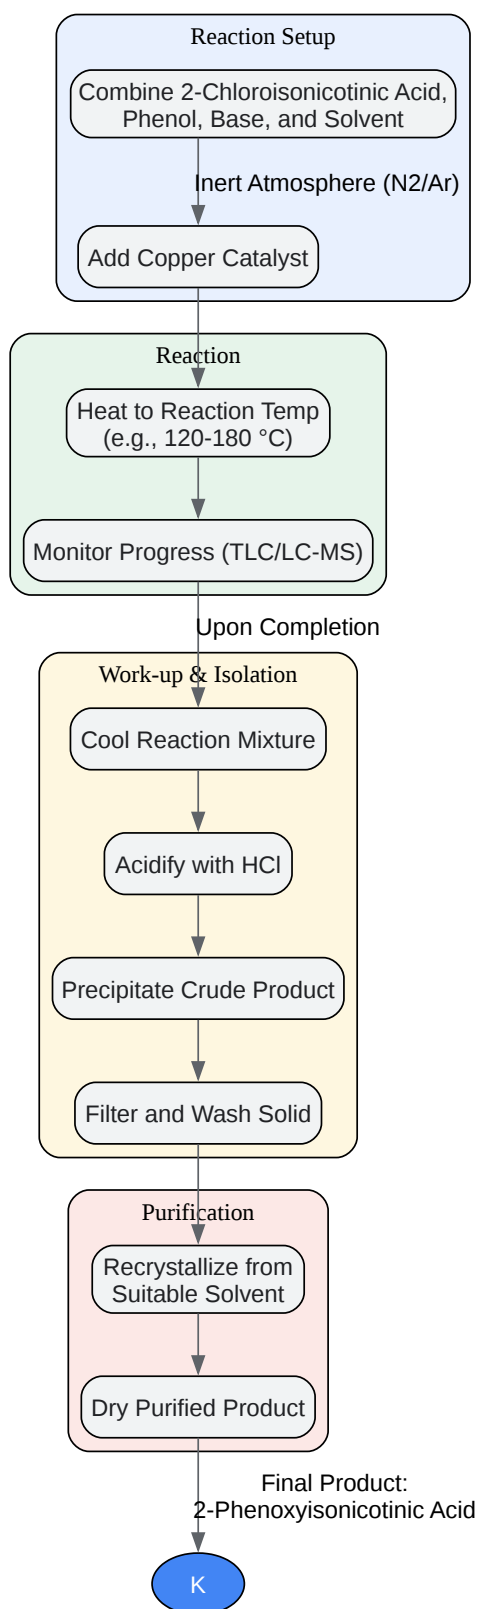 Reaction Setup
Combine 2-Chloroisonicotinic Acid,
Phenol, Base, and Solvent
Inert Atmosphere (N2/Ar)
Add Copper Catalyst
Reaction
Heat to Reaction Temp
(e.g., 120-180 °C)
Monitor Progress (TLC/LC-MS)
Upon Completion
Work-up & Isolation
Cool Reaction Mixture
Acidify with HCl
Precipitate Crude Product
Filter and Wash Solid
Purification
Recrystallize from
Suitable Solvent
Dry Purified Product
Final Product:
2-Phenoxyisonicotinic Acid
K